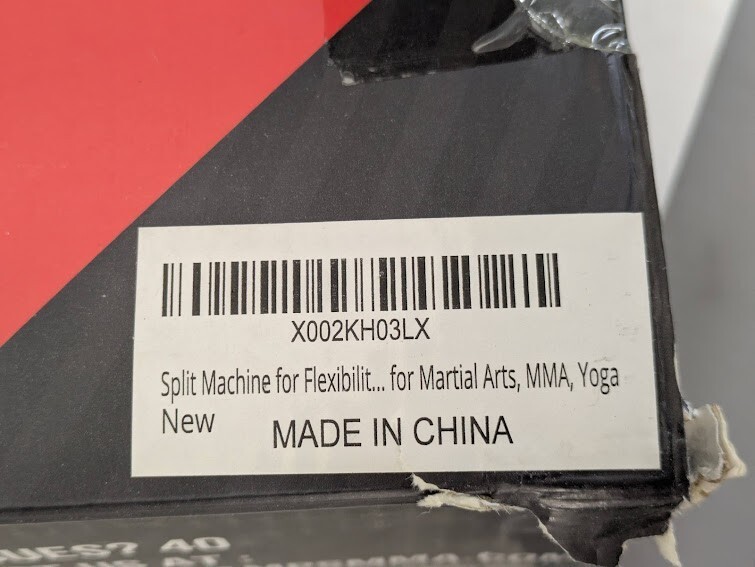 X002KH03LX
Split Machine for Flexibilit... for Martial Arts, MMA, Yoga
New
MADE IN CHINA